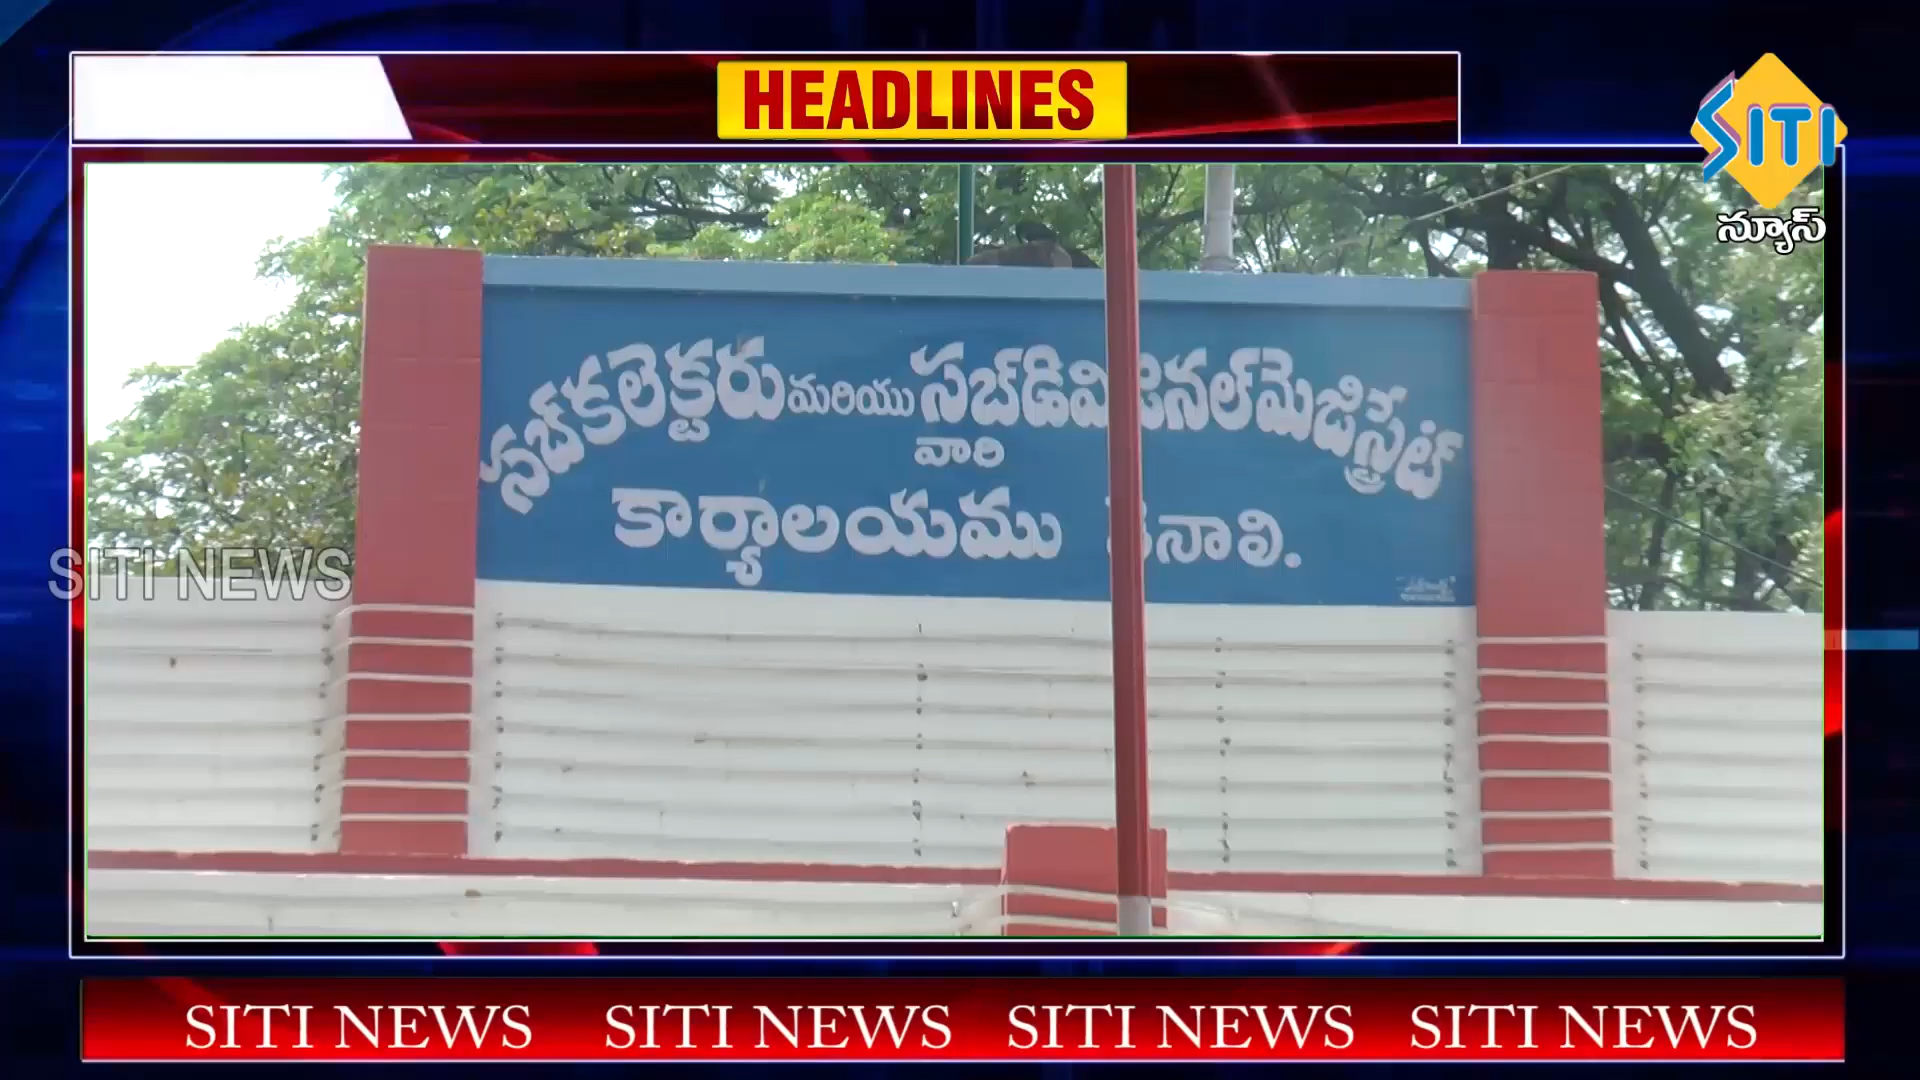 HEADLINES
SITI
న్యూస్
సబ్ కలెక్టరు మరియు సబ్ డివిజనల్ మెజిస్ట్రేట్
వారి
కార్యాలయము తెనాలి.
SITI NEWS
SITI NEWS SITI NEWS SITI NEWS SITI NEWS